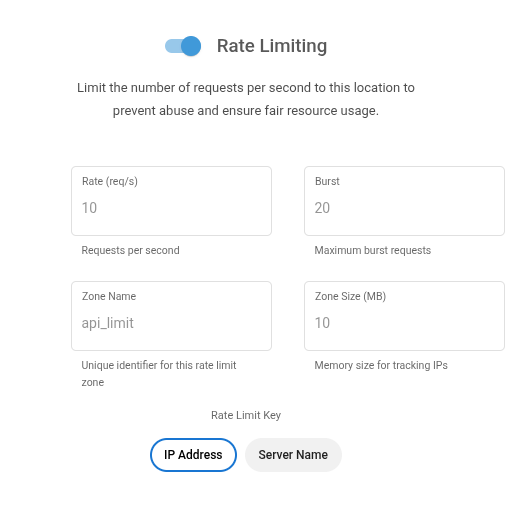 Rate Limiting
Limit the number of requests per second to this location to
prevent abuse and ensure fair resource usage.
Rate (req/s)
10
Requests per second
Burst
20
Maximum burst requests
Zone Name
api_limit
Unique identifier for this rate limit
zone
Zone Size (MB)
10
Memory size for tracking IPs
Rate Limit Key
IP Address
Server Name